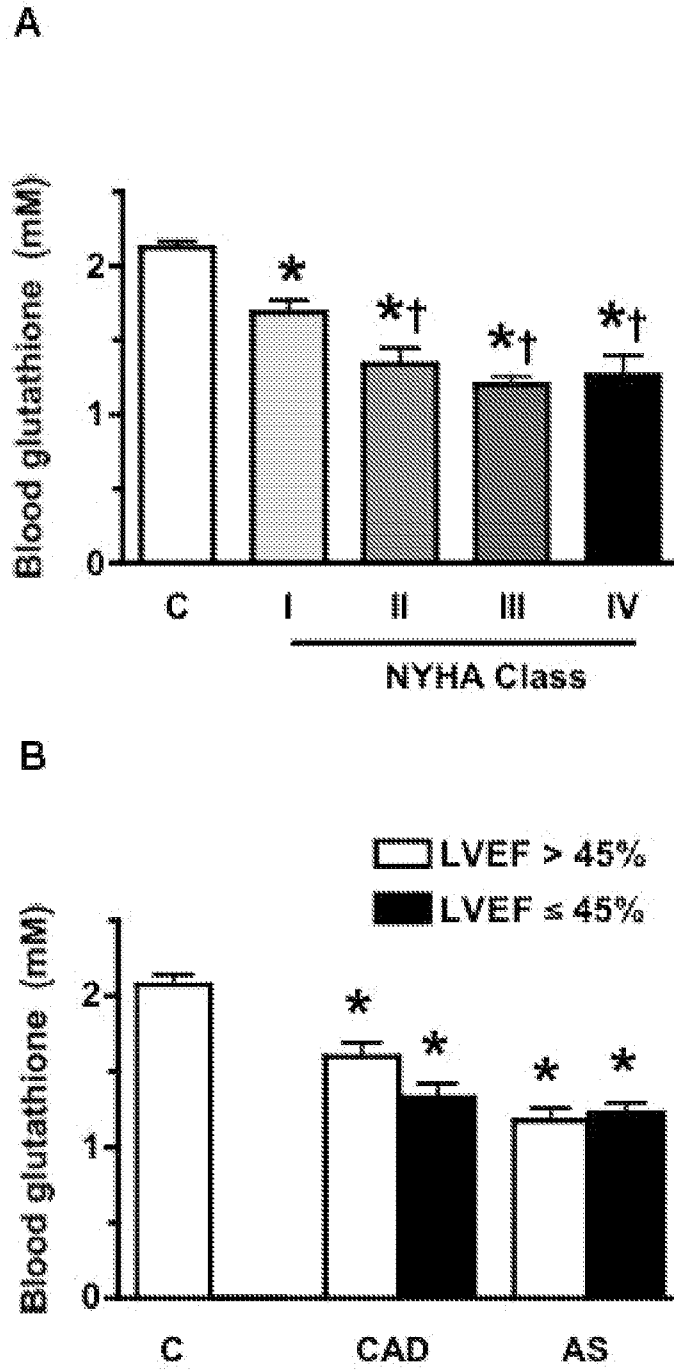 A
Blood glutathione (mM)
2
1
0
*
*†
*†
*†
C I II III IV
NYHA Class
B
LVEF > 45%
LVEF ≤ 45%
Blood glutathione (mM)
2
1
0
*
*
*
*
C CAD AS